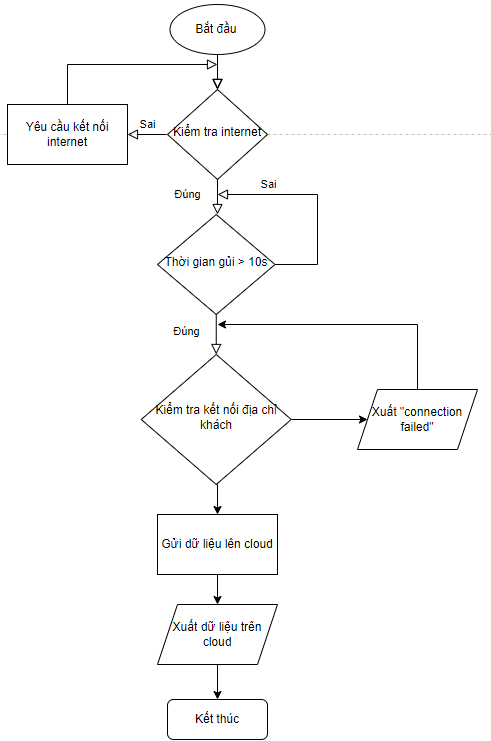 Bắt đầu
Yêu cầu kết nối
internet
Sai
Kiểm tra internet
Đúng
Sai
Thời gian gủi > 10s
Đúng
Kiểm tra kết nối địa chỉ
khách
Xuất "connection
failed"
Gửi dữ liệu lên cloud
Xuất dữ liệu trên
cloud
Kết thúc